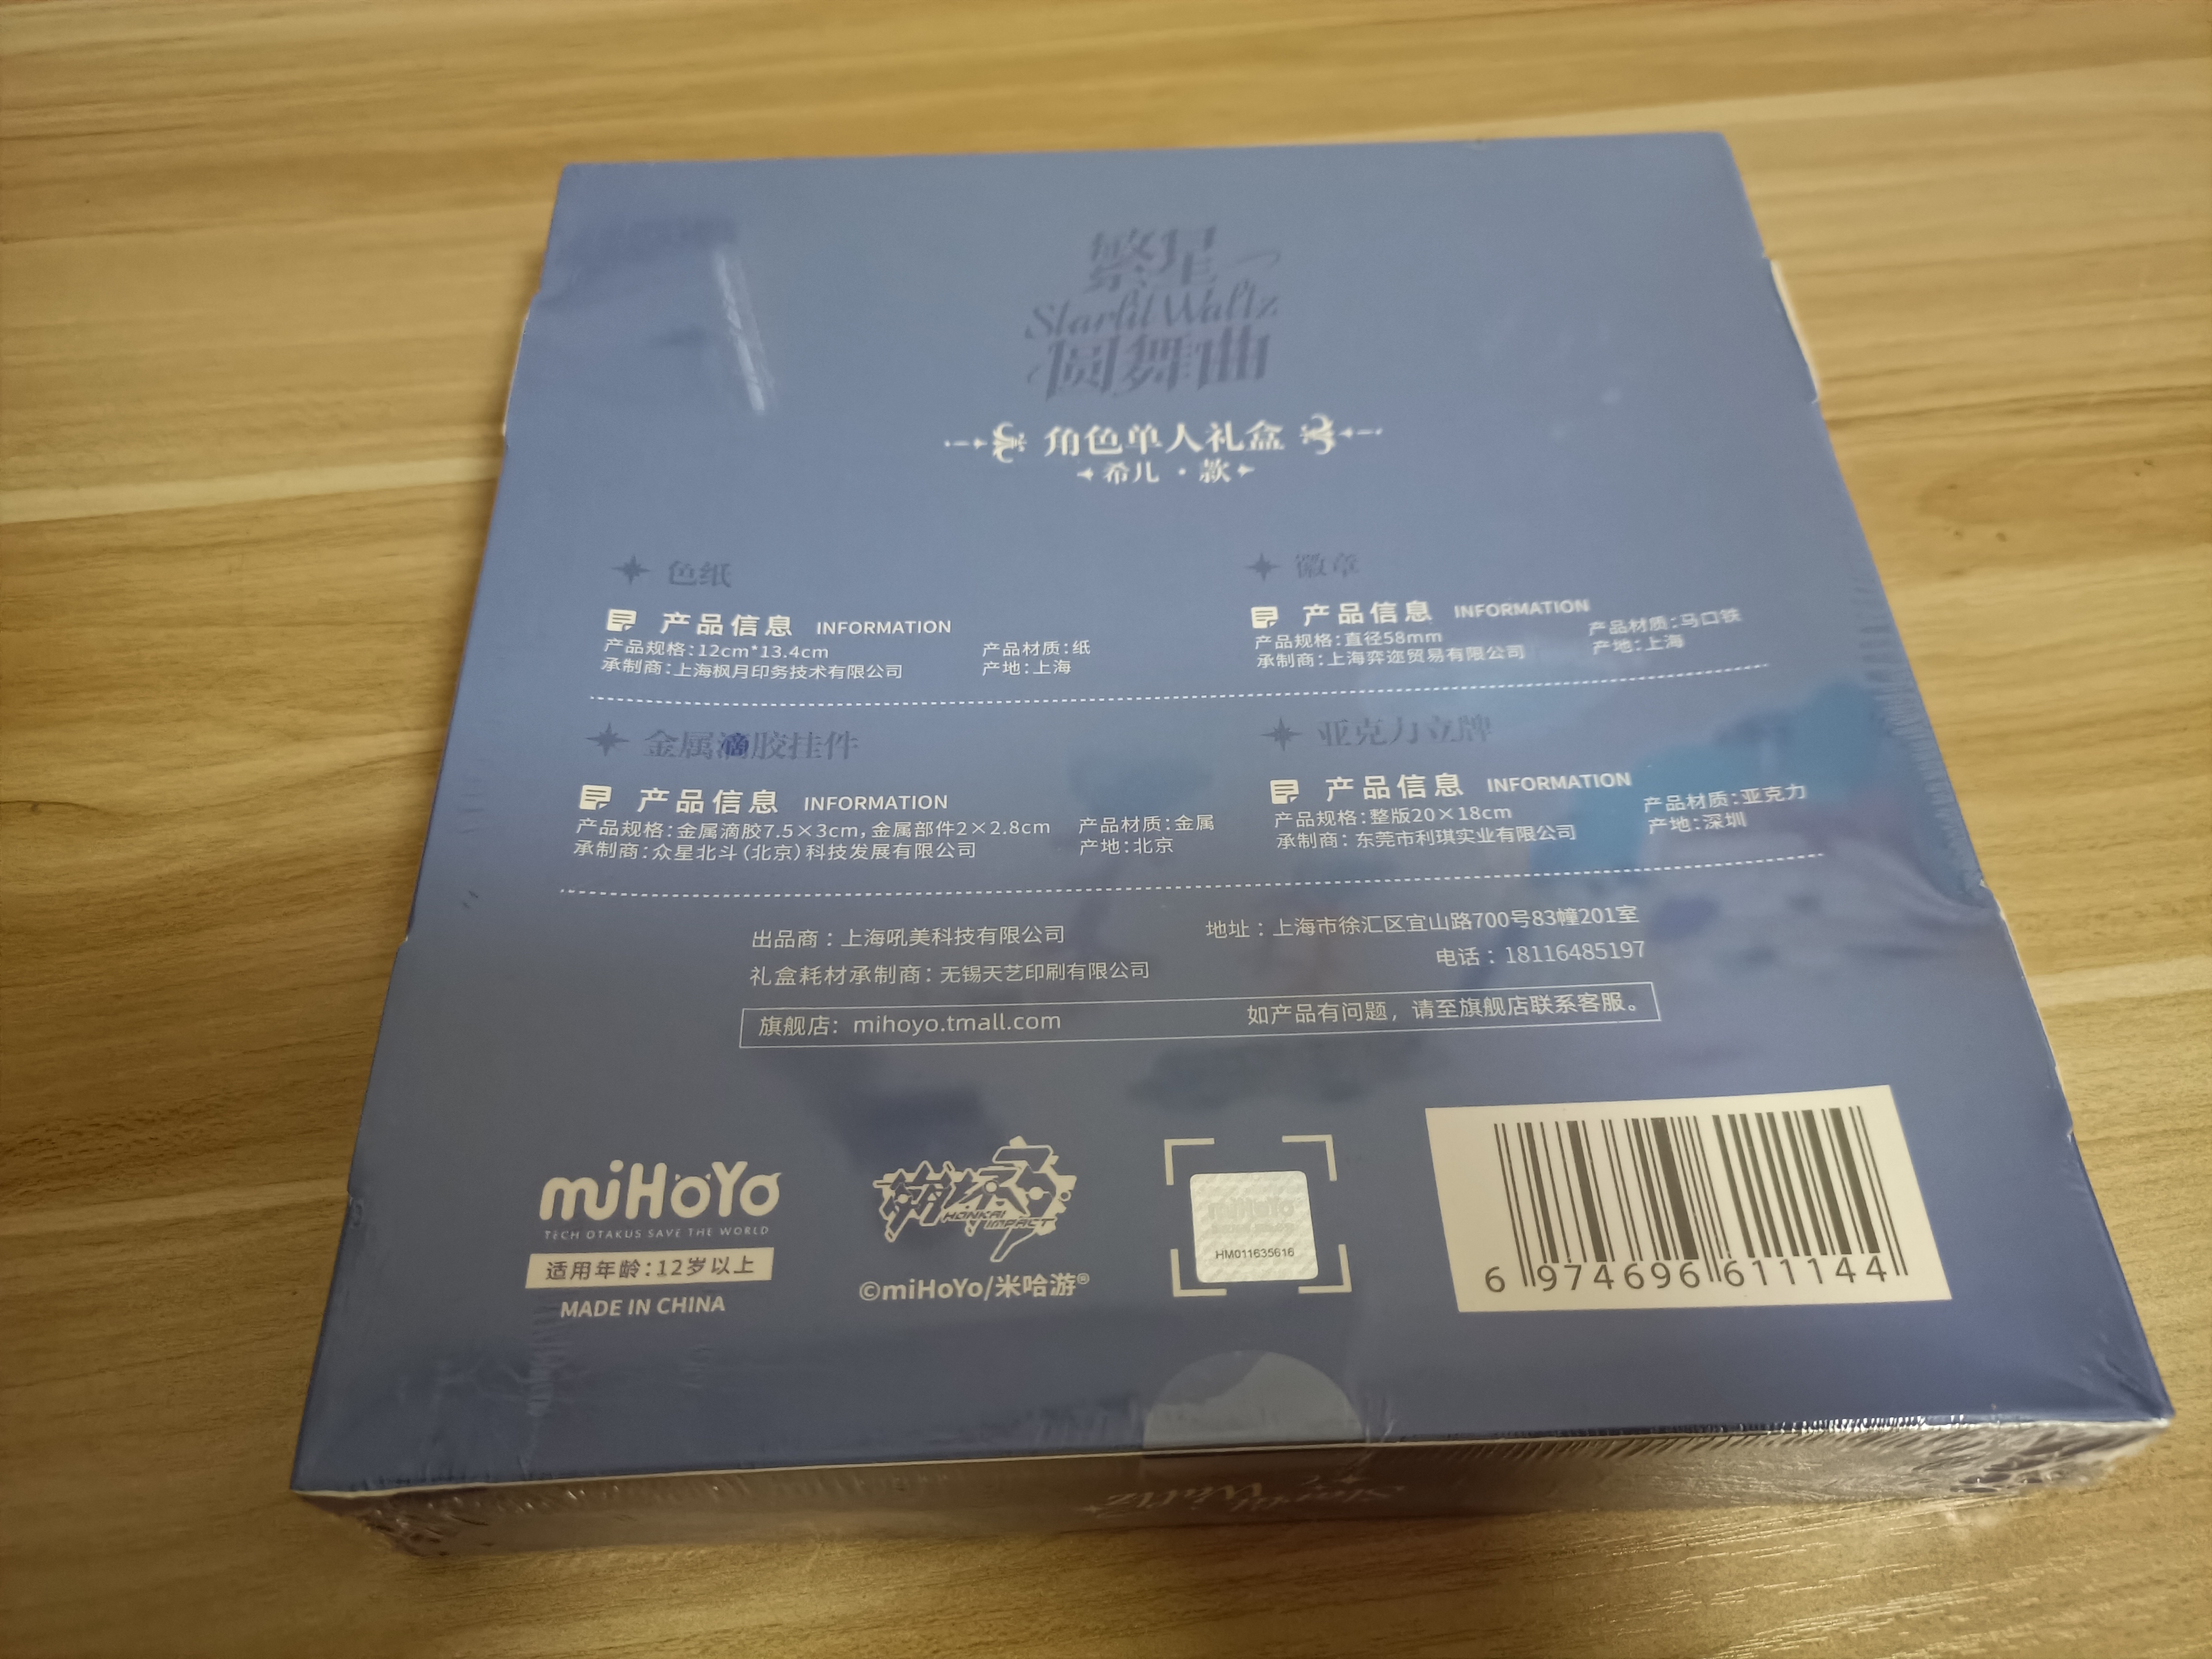 繁星
Starlit Waltz
圆舞曲
角色单人礼盒
希儿·款
色纸
产品信息 INFORMATION
产品规格:12cm*13.4cm 产品材质:纸
承制商:上海枫月印务技术有限公司 产地:上海
徽章
产品信息 INFORMATION
产品规格:直径58mm 产品材质:马口铁
承制商:上海弈迩贸易有限公司 产地:上海
金属滴胶挂件
产品信息 INFORMATION
产品规格:金属滴胶7.5×3cm,金属部件2×2.8cm 产品材质:金属
承制商:众星北斗(北京)科技发展有限公司 产地:北京
亚克力立牌
产品信息 INFORMATION
产品规格:整版20×18cm 产品材质:亚克力
承制商:东莞市利琪实业有限公司 产地:深圳
出品商:上海吼美科技有限公司 地址:上海市徐汇区宜山路700号83幢201室
礼盒耗材承制商:无锡天艺印刷有限公司 电话:18116485197
旗舰店:mihoyo.tmall.com 如产品有问题,请至旗舰店联系客服。
miHoYo
TECH OTAKUS SAVE THE WORLD
适用年龄:12岁以上
MADE IN CHINA
崩坏3
HONKAI IMPACT
©miHoYo/米哈游®
miHoYo
HM011635616
6 974696 611144
Starlit Waltz